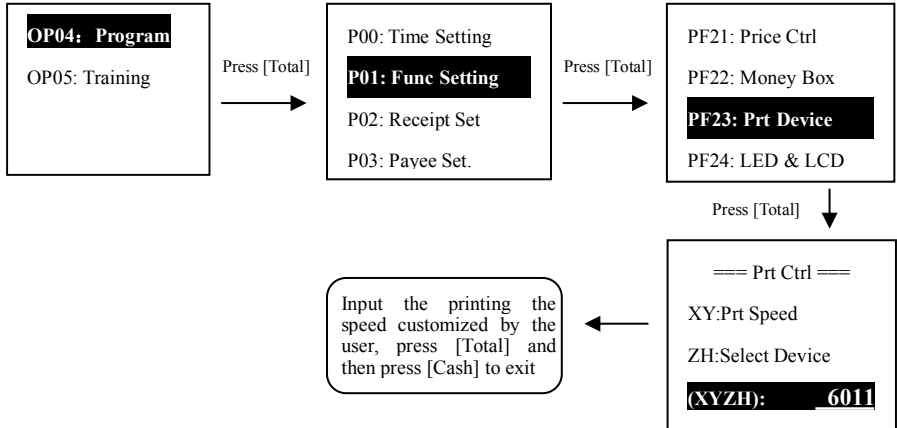 OP04: Program
OP05: Training
Press [Total]
P00: Time Setting
P01: Func Setting
P02: Receipt Set
P03: Payee Set.
Press [Total]
PF21: Price Ctrl
PF22: Money Box
PF23: Prt Device
PF24: LED & LCD
Press [Total]
=== Prt Ctrl ===
XY:Prt Speed
ZH:Select Device
(XYZH): 6011
Input the printing the
speed customized by the
user, press [Total] and
then press [Cash] to exit